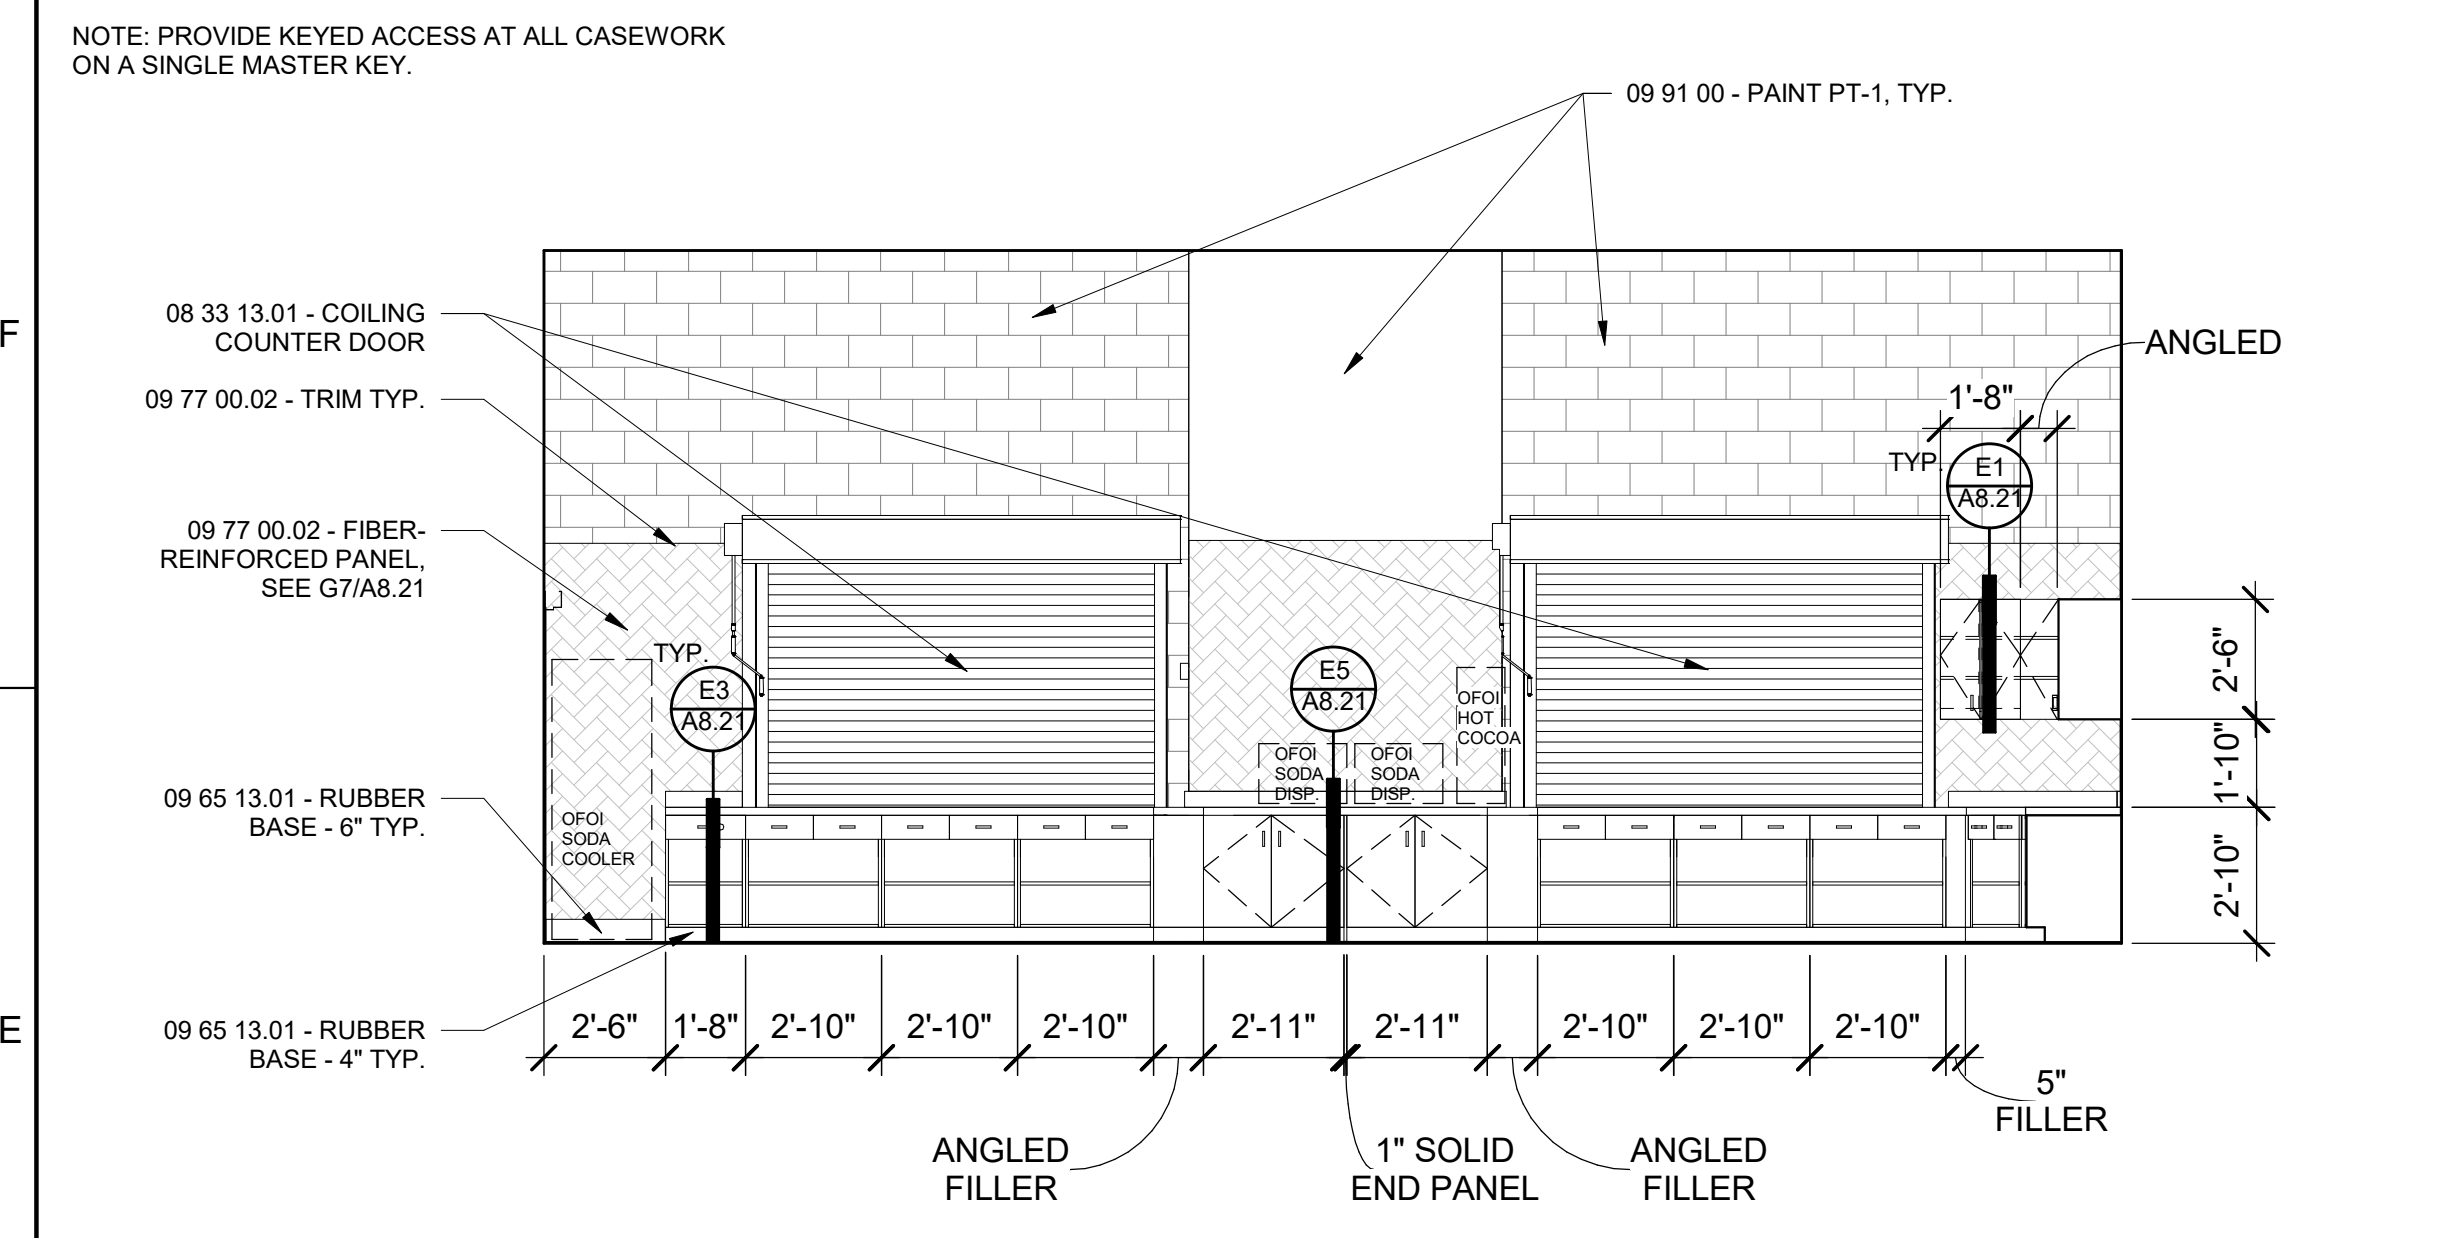 NOTE: PROVIDE KEYED ACCESS AT ALL CASEWORK
ON A SINGLE MASTER KEY.
09 91 00 - PAINT PT-1, TYP.
F
08 33 13.01 - COILING
COUNTER DOOR
ANGLED
09 77 00.02 - TRIM TYP.
1'-8"
TYP.
E1
A8.21
09 77 00.02 - FIBER-
REINFORCED PANEL,
SEE G7/A8.21
TYP.
E3
A8.21
E5
A8.21
OFOI
HOT
COCOA
OFOI
SODA
DISP.
OFOI
SODA
DISP.
2'-6"
1'-10"
2'-10"
09 65 13.01 - RUBBER
BASE - 6" TYP.
OFOI
SODA
COOLER
E
09 65 13.01 - RUBBER
BASE - 4" TYP.
2'-6"
1'-8"
2'-10"
2'-10"
2'-10"
2'-11"
2'-11"
2'-10"
2'-10"
2'-10"
5"
FILLER
ANGLED
FILLER
1" SOLID
END PANEL
ANGLED
FILLER